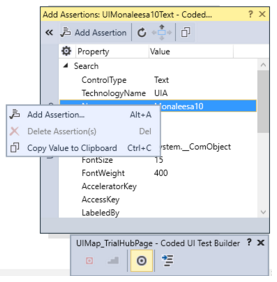 Add Assertions: UIMonaleesa10Text - Coded... ? ×
Add Assertion
Property Value
Search
ControlType Text
TechnologyName UIA
Monaleesa10
Add Assertion... Alt+A
Delete Assertion(s) Del
Copy Value to Clipboard Ctrl+C
System.__ComObject
FontSize 15
FontWeight 400
AcceleratorKey
AccessKey
LabeledBy
UIMap_TrialHubPage - Coded UI Test Builder ? ×